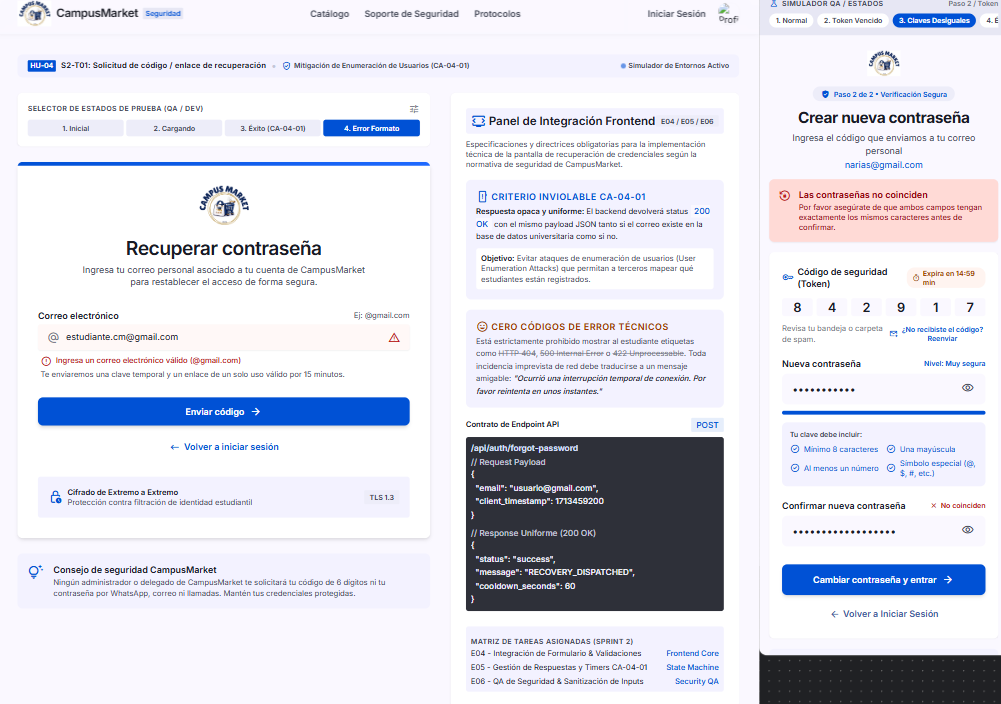 CampusMarket Seguridad
Catálogo Soporte de Seguridad Protocolos
Iniciar Sesión
HU-04 S2-T01: Solicitud de código / enlace de recuperación • Mitigación de Enumeración de Usuarios (CA-04-01)
Simulador de Entornos Activo
SELECTOR DE ESTADOS DE PRUEBA (QA / DEV)
1. Inicial 2. Cargando 3. Éxito (CA-04-01) 4. Error Formato
CAMPUS MARKET
Recuperar contraseña
Ingresa tu correo personal asociado a tu cuenta de CampusMarket
para restablecer el acceso de forma segura.
Correo electrónico Ej: @gmail.com
@ estudiante.cm@gmail.com
Ingresa un correo electrónico válido (@gmail.com)
Te enviaremos una clave temporal y un enlace de un solo uso válido por 15 minutos.
Enviar código →
← Volver a iniciar sesión
Cifrado de Extremo a Extremo
Protección contra filtración de identidad estudiantil
TLS 1.3
Consejo de seguridad CampusMarket
Ningún administrador o delegado de CampusMarket te solicitará tu código de 6 dígitos ni tu
contraseña por WhatsApp, correo ni llamadas. Mantén tus credenciales protegidas.
Panel de Integración Frontend E04 / E05 / E06
Especificaciones y directrices obligatorias para la implementación
técnica de la pantalla de recuperación de credenciales según la
normativa de seguridad de CampusMarket.
CRITERIO INVIOLABLE CA-04-01
Respuesta opaca y uniforme: El backend devolverá status 200
OK con el mismo payload JSON tanto si el correo existe en la
base de datos universitaria como si no.
Objetivo: Evitar ataques de enumeración de usuarios (User
Enumeration Attacks) que permitan a terceros mapear qué
estudiantes están registrados.
CERO CÓDIGOS DE ERROR TÉCNICOS
Está estrictamente prohibido mostrar al estudiante etiquetas
como HTTP 404, 500 Internal Error o 422 Unprocessable. Toda
incidencia imprevista de red debe traducirse a un mensaje
amigable: "Ocurrió una interrupción temporal de conexión. Por
favor reintenta en unos instantes."
Contrato de Endpoint API POST
/api/auth/forgot-password
// Request Payload
{
"email": "usuario@gmail.com",
"client_timestamp": 1713459200
}
// Response Uniforme (200 OK)
{
"status": "success",
"message": "RECOVERY_DISPATCHED",
"cooldown_seconds": 60
}
MATRIZ DE TAREAS ASIGNADAS (SPRINT 2)
E04 - Integración de Formulario & Validaciones Frontend Core
E05 - Gestión de Respuestas y Timers CA-04-01 State Machine
E06 - QA de Seguridad & Sanitización de Inputs Security QA
SIMULADOR QA / ESTADOS Paso 2 / Token
1. Normal 2. Token Vencido 3. Claves Desiguales 4. É
CAMPUS MARKET
Paso 2 de 2 • Verificación Segura
Crear nueva contraseña
Ingresa el código que enviamos a tu correo
personal
narias@gmail.com
Las contraseñas no coinciden
Por favor asegúrate de que ambos campos tengan
exactamente los mismos caracteres antes de
confirmar.
Código de seguridad
(Token)
Expira en 14:59
min
8 4 2 9 1 7
Revisa tu bandeja o carpeta
de spam.
¿No recibiste el código?
Reenviar
Nueva contraseña Nivel: Muy segura
•••••••••••
Tu clave debe incluir:
Mínimo 8 caracteres Una mayúscula
Al menos un número Símbolo especial (@,
$, #, etc.)
Confirmar nueva contraseña × No coinciden
••••••••••••••••••
Cambiar contraseña y entrar →
← Volver a Iniciar Sesión